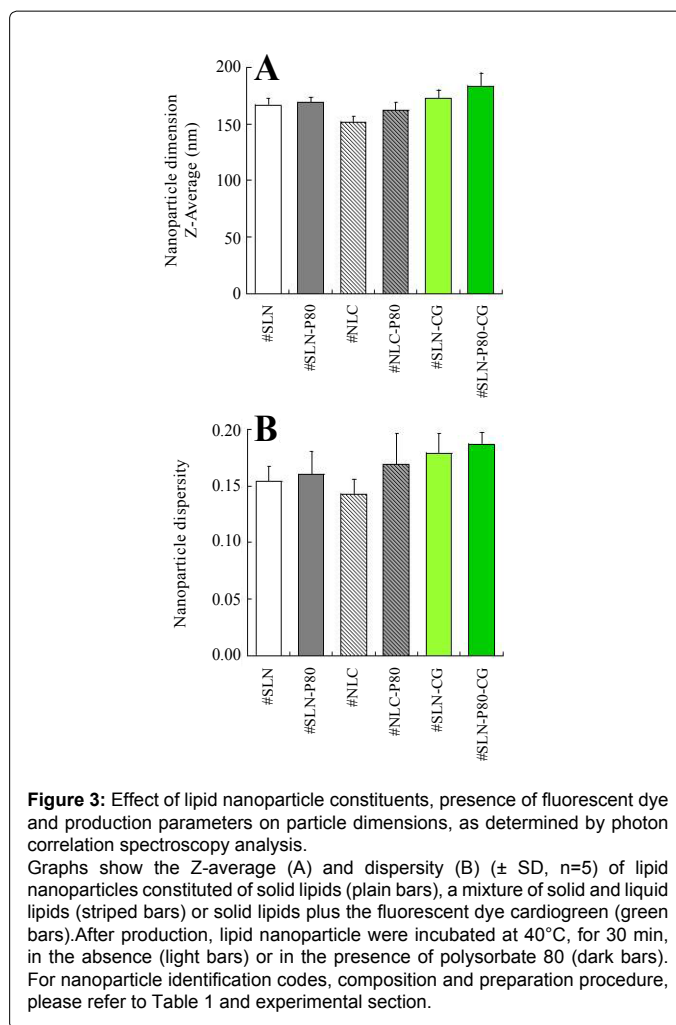 A
Nanoparticle dimension
Z-Average (nm)
200
150
100
50
0
#SLN
#SLN-P80
#NLC
#NLC-P80
#SLN-CG
#SLN-P80-CG
B
Nanoparticle dispersity
0.20
0.15
0.10
0.05
0.00
#SLN
#SLN-P80
#NLC
#NLC-P80
#SLN-CG
#SLN-P80-CG
Figure 3: Effect of lipid nanoparticle constituents, presence of fluorescent dye
and production parameters on particle dimensions, as determined by photon
correlation spectroscopy analysis.
Graphs show the Z-average (A) and dispersity (B) (± SD, n=5) of lipid
nanoparticles constituted of solid lipids (plain bars), a mixture of solid and liquid
lipids (striped bars) or solid lipids plus the fluorescent dye cardiogreen (green
bars).After production, lipid nanoparticle were incubated at 40°C, for 30 min,
in the absence (light bars) or in the presence of polysorbate 80 (dark bars).
For nanoparticle identification codes, composition and preparation procedure,
please refer to Table 1 and experimental section.